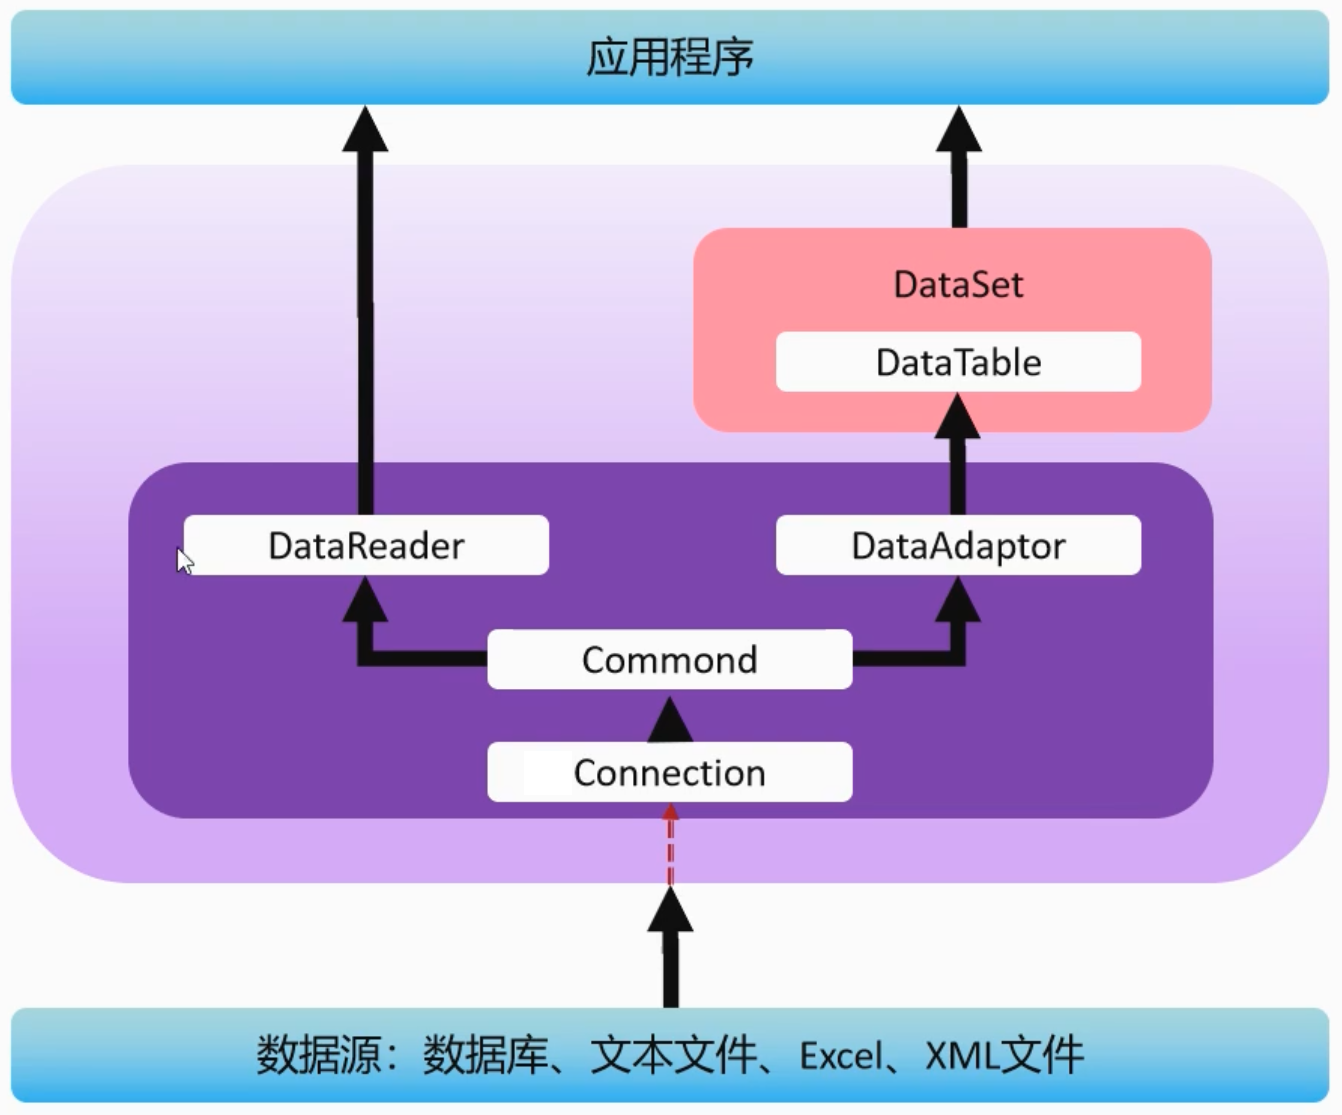 应用程序
DataSet
DataTable
DataReader
DataAdaptor
Commond
Connection
数据源：数据库、文本文件、Excel、XML文件